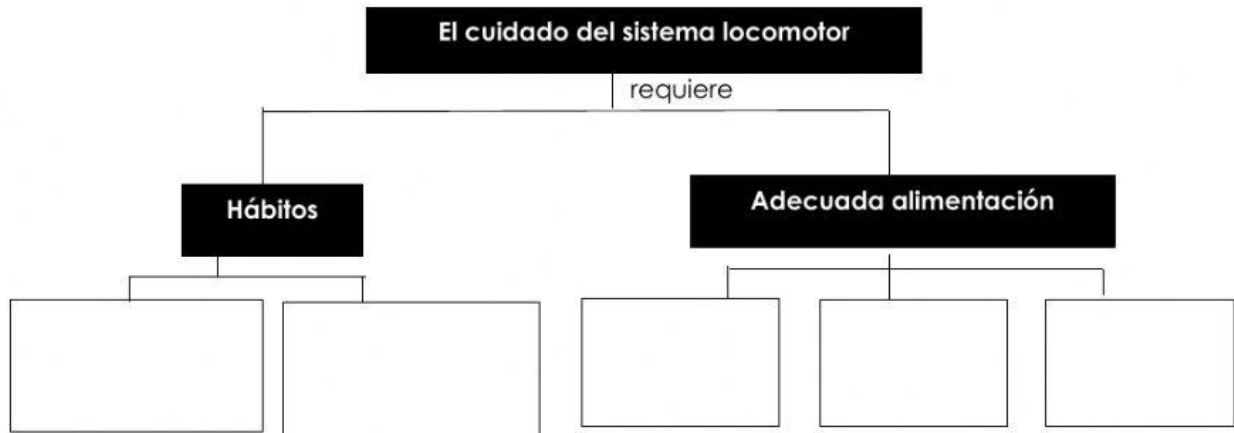 El cuidado del sistema locomotor
requiere
Hábitos
Adecuada alimentación